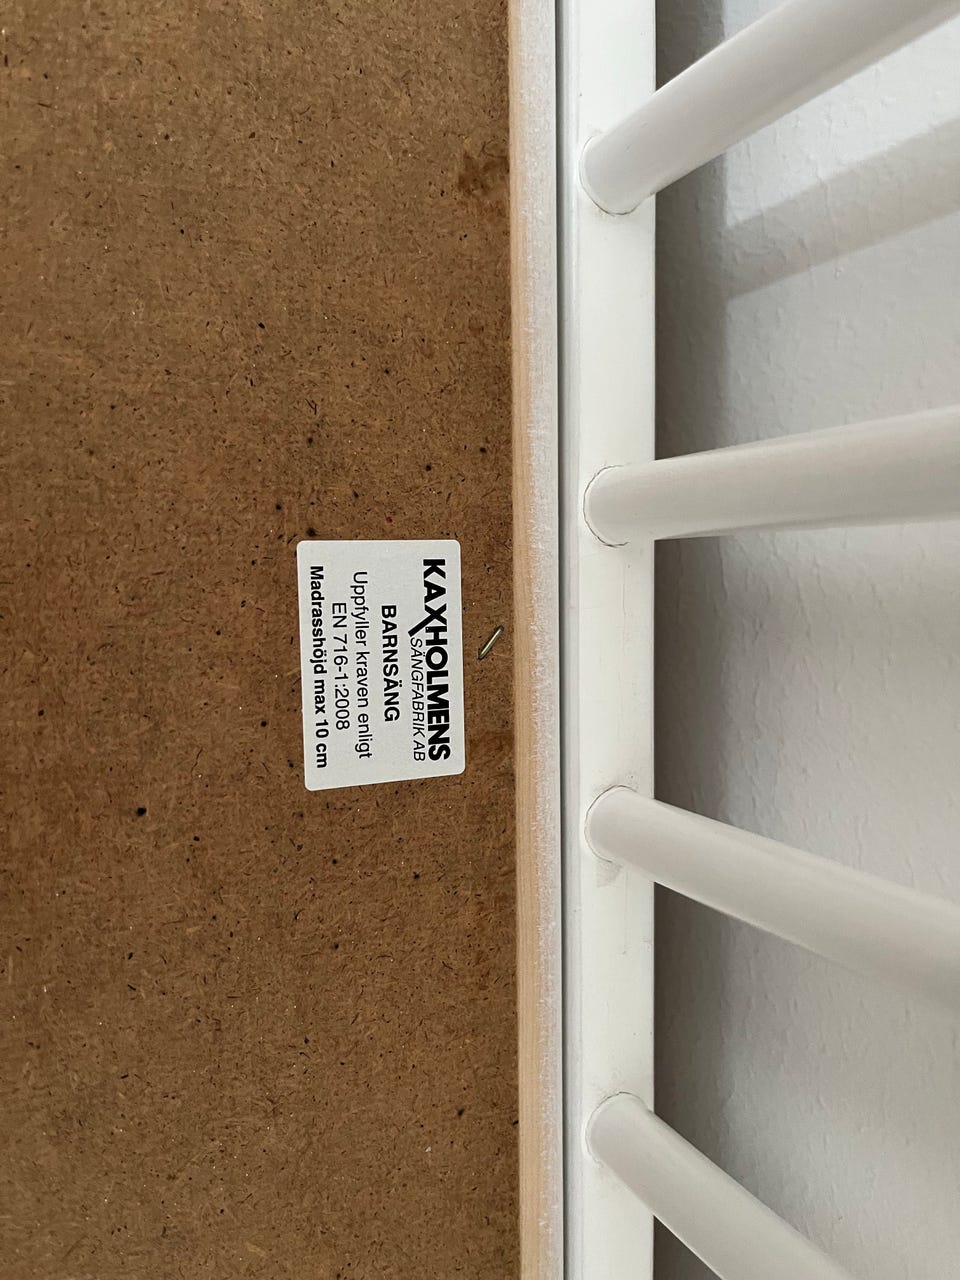 KAXHOLMENS
SÄNGFABRIK AB
BARNSÄNG
Uppfyller kraven enligt
EN 716-1:2008
Madrasshöjd max 10 cm